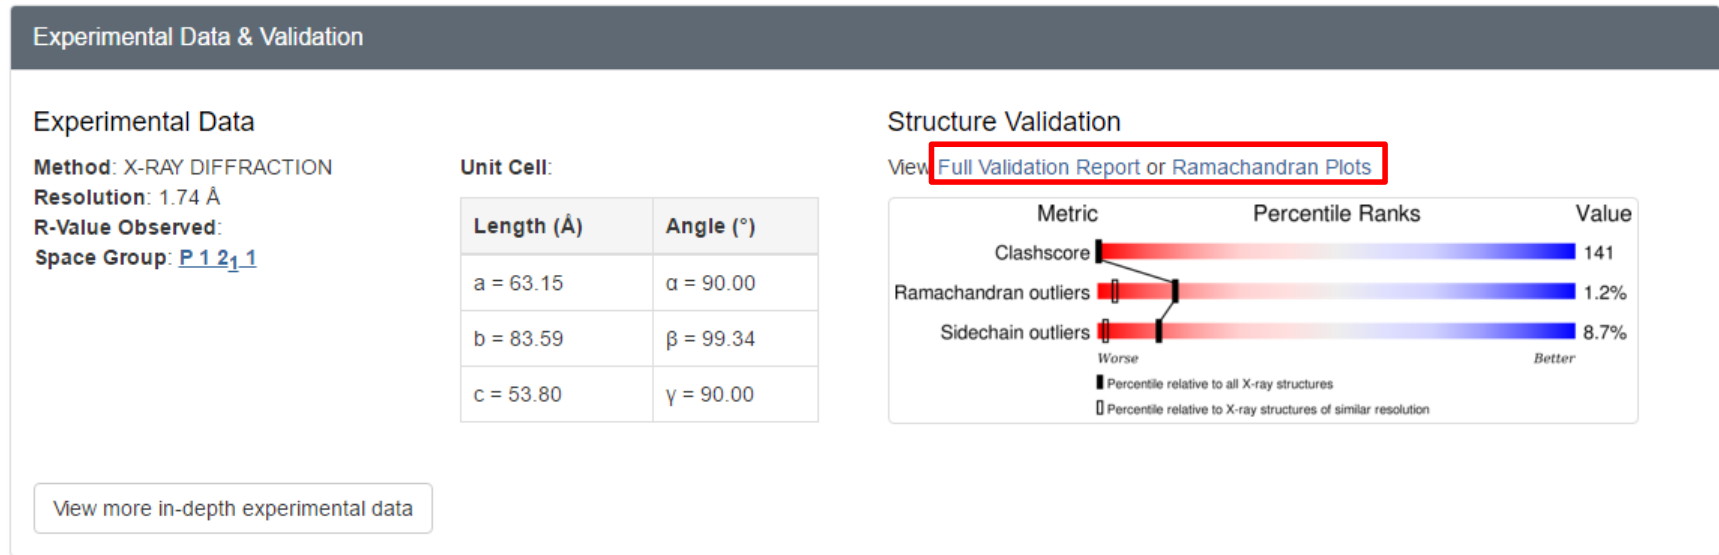 Experimental Data & Validation
Experimental Data
Method: X-RAY DIFFRACTION
Resolution: 1.74 Å
R-Value Observed:
Space Group: P 1 2₁ 1
Unit Cell:
Length (Å) Angle (°)
a = 63.15 α = 90.00
b = 83.59 β = 99.34
c = 53.80 γ = 90.00
Structure Validation
View Full Validation Report or Ramachandran Plots
Metric Percentile Ranks Value
Clashscore 141
Ramachandran outliers 1.2%
Sidechain outliers 8.7%
Worse Better
Percentile relative to all X-ray structures
Percentile relative to X-ray structures of similar resolution
View more in-depth experimental data